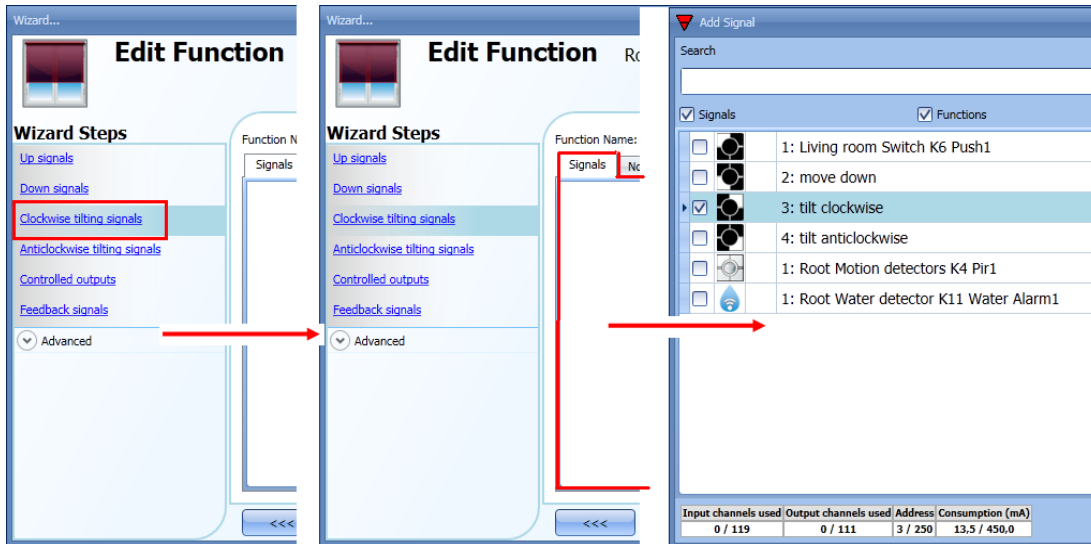 Wizard...
Edit Function
Wizard Steps
Up signals
Down signals
Clockwise tilting signals
Anticlockwise tilting signals
Controlled outputs
Feedback signals
Advanced
Function N
Signals
<<<
Wizard...
Edit Function Ro
Wizard Steps
Up signals
Down signals
Clockwise tilting signals
Anticlockwise tilting signals
Controlled outputs
Feedback signals
Advanced
Function Name:
Signals No
<<<
Add Signal
Search
Signals Functions
1: Living room Switch K6 Push1
2: move down
3: tilt clockwise
4: tilt anticlockwise
1: Root Motion detectors K4 Pir1
1: Root Water detector K11 Water Alarm1
Input channels used Output channels used Address Consumption (mA)
0 / 119 0 / 111 3 / 250 13,5 / 450,0